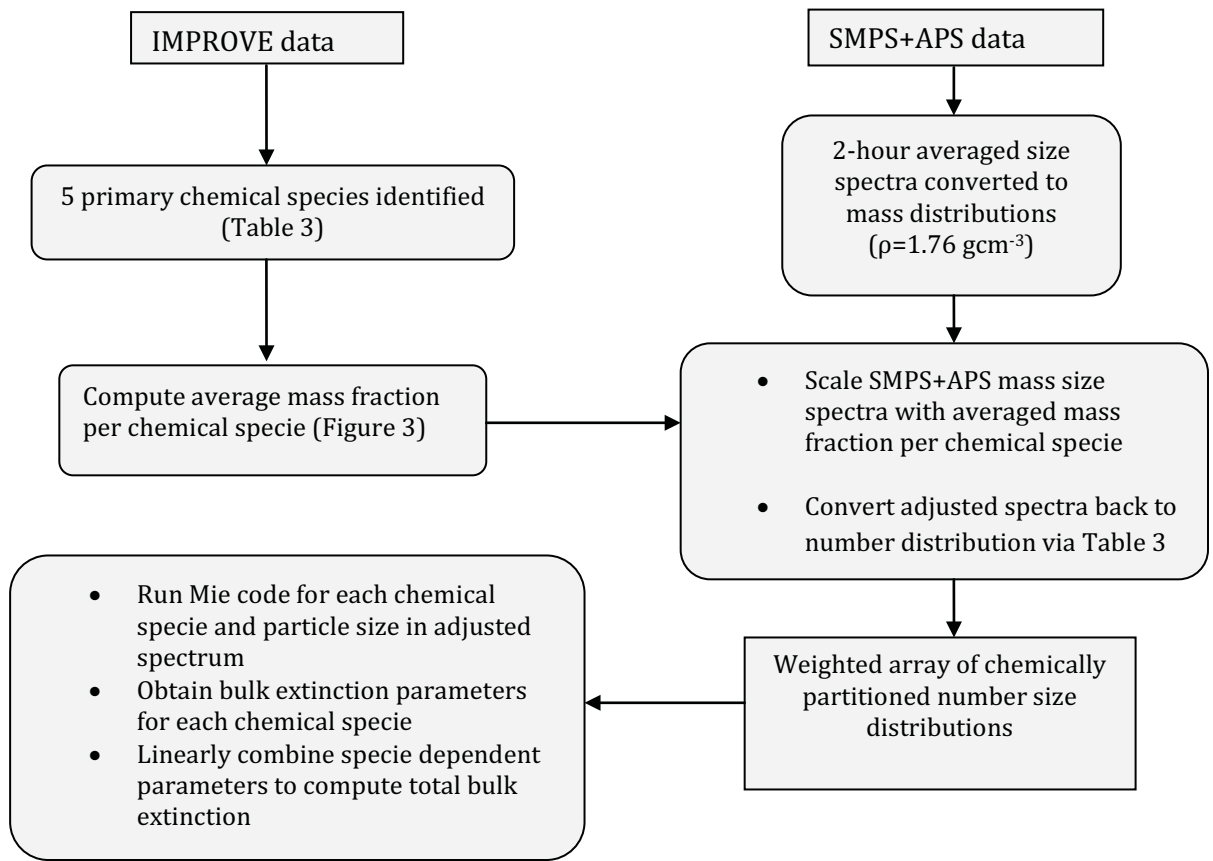 IMPROVE data
5 primary chemical species identified
(Table 3)
Compute average mass fraction
per chemical specie (Figure 3)
SMPS+APS data
2-hour averaged size
spectra converted to
mass distributions
(ρ=1.76 gcm⁻³)
• Scale SMPS+APS mass size
spectra with averaged mass
fraction per chemical specie
• Convert adjusted spectra back to
number distribution via Table 3
Weighted array of chemically
partitioned number size
distributions
• Run Mie code for each chemical
specie and particle size in adjusted
spectrum
• Obtain bulk extinction parameters
for each chemical specie
• Linearly combine specie dependent
parameters to compute total bulk
extinction